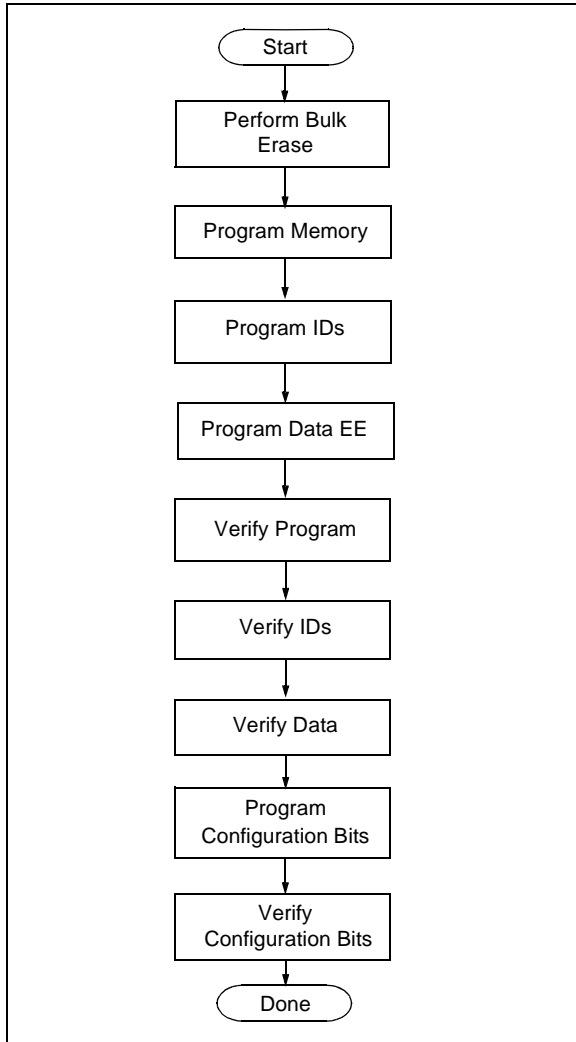 Start
Perform Bulk
Erase
Program Memory
Program IDs
Program Data EE
Verify Program
Verify IDs
Verify Data
Program
Configuration Bits
Verify
Configuration Bits
Done